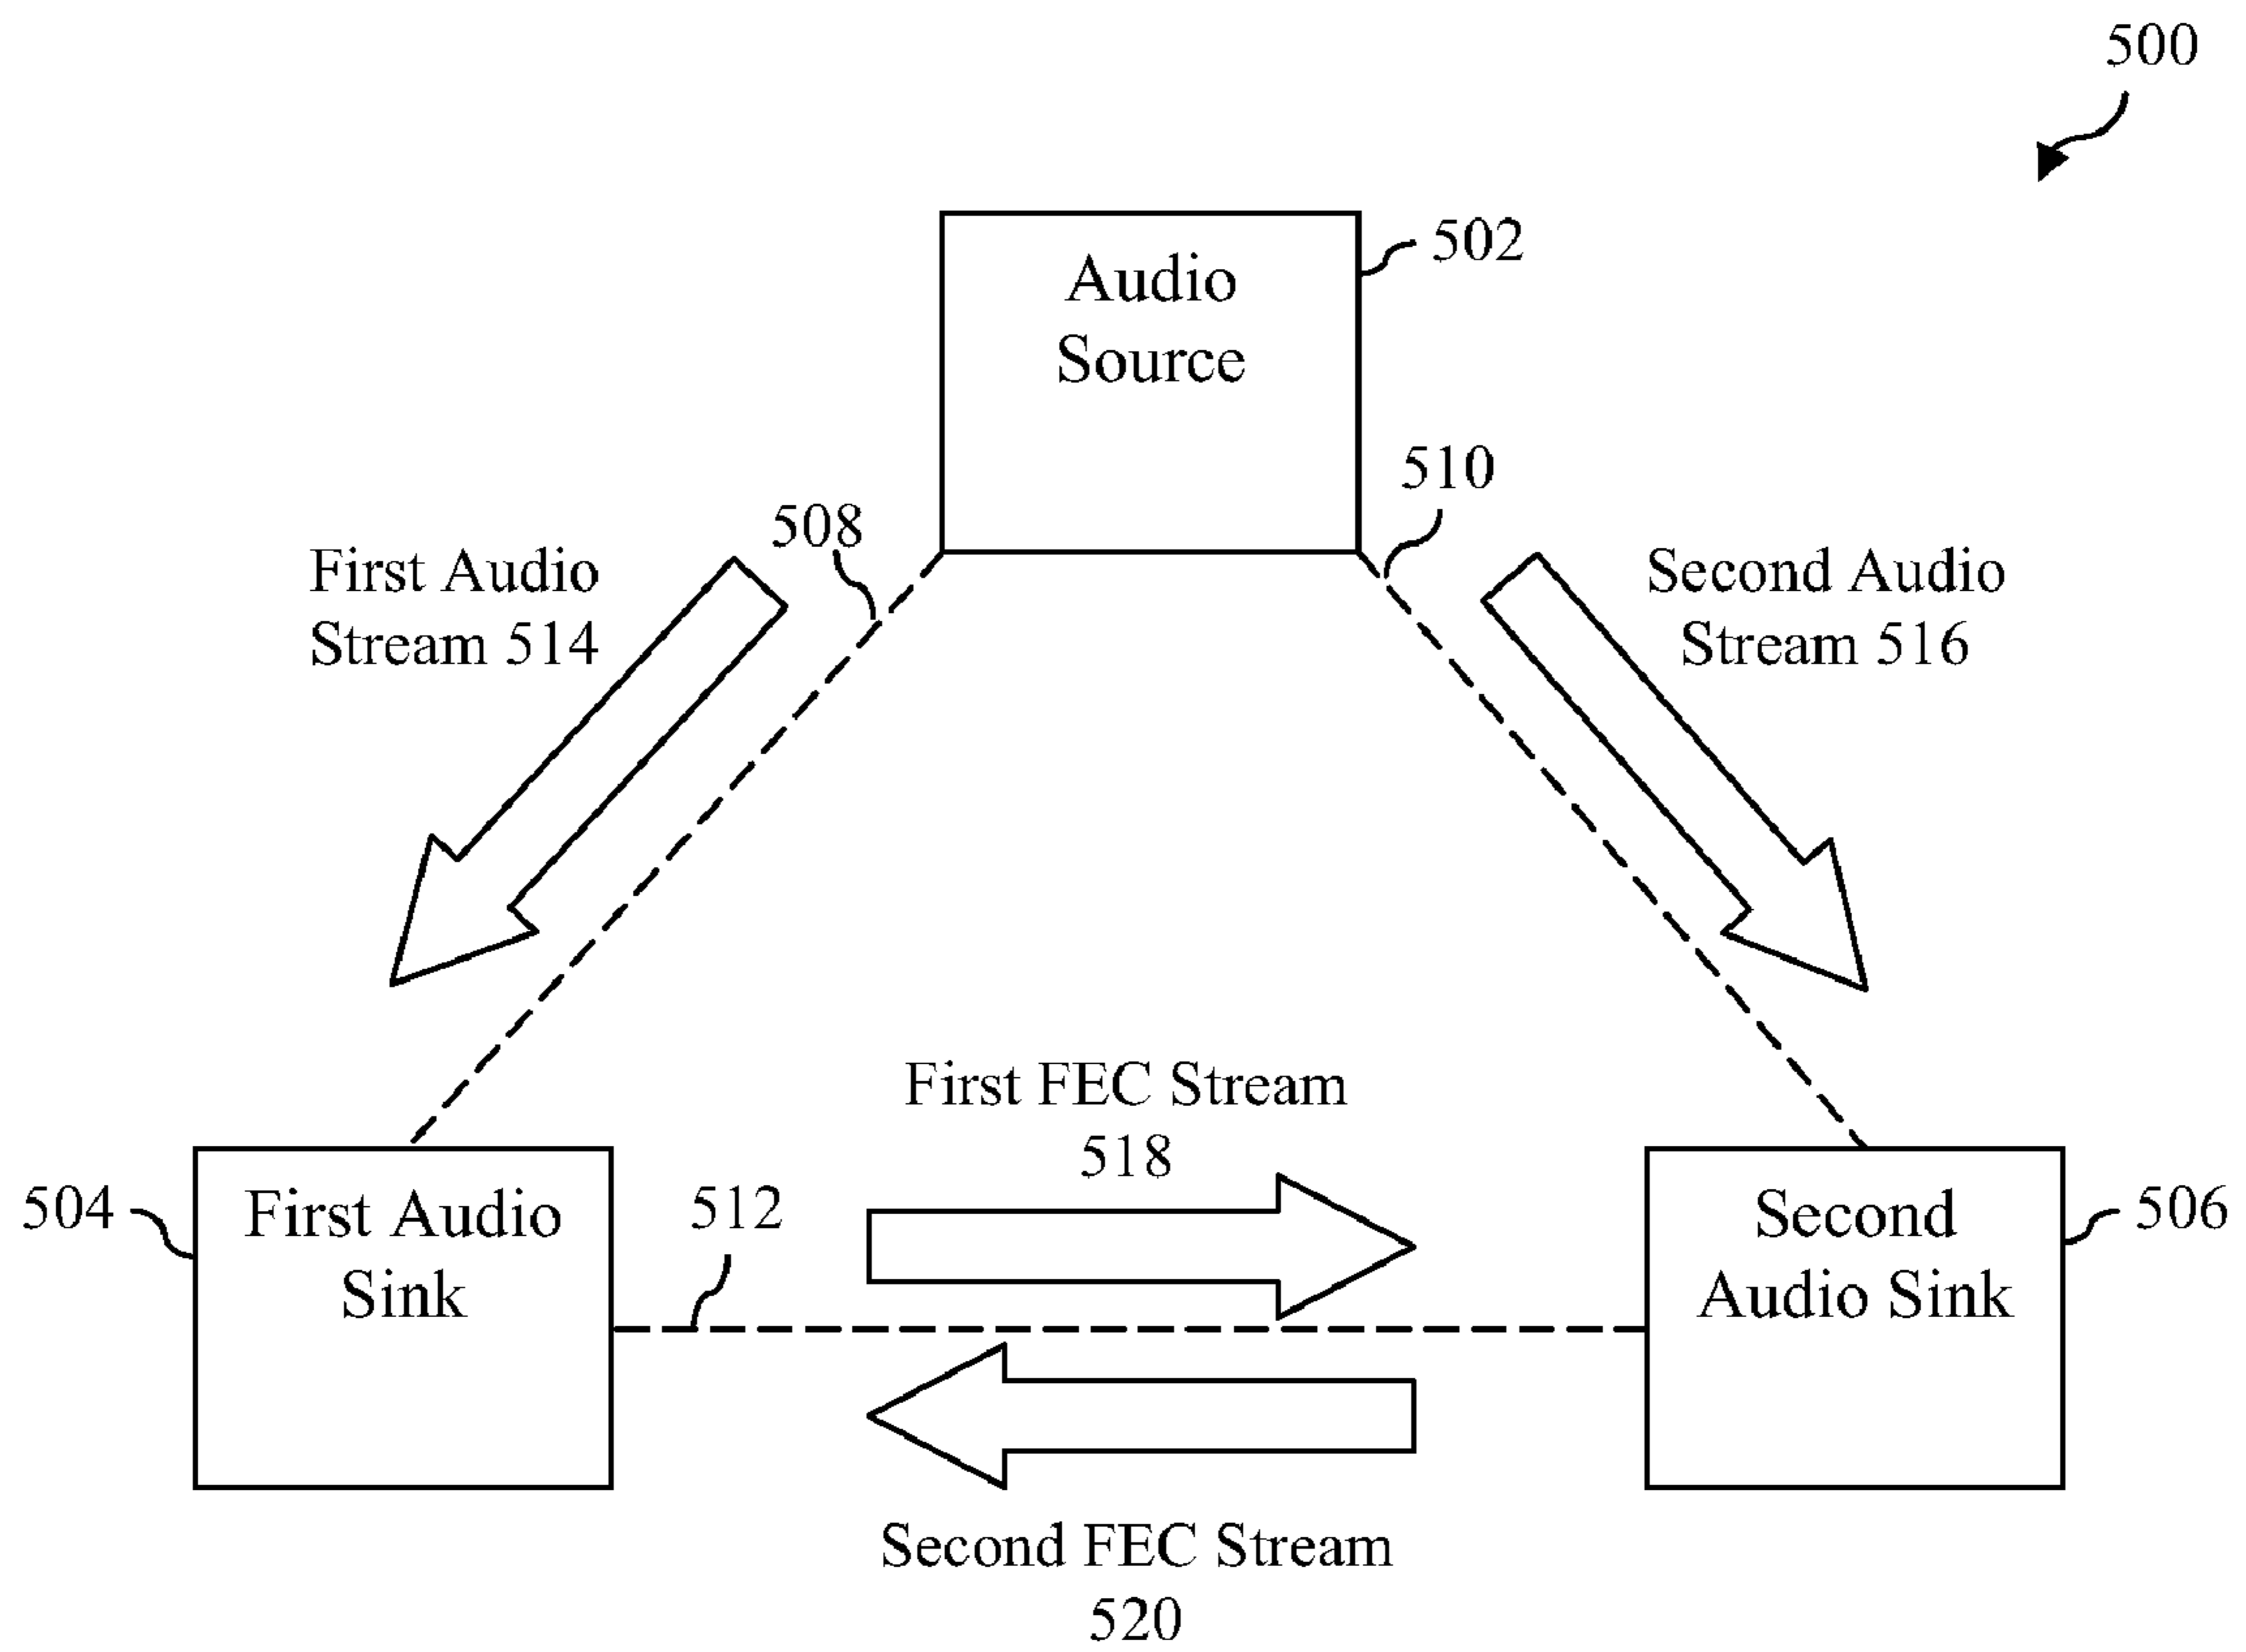 500
502
Audio
Source
510
508
First Audio
Stream 514
Second Audio
Stream 516
First FEC Stream
518
504
First Audio
Sink
512
Second
Audio Sink
506
Second FEC Stream
520